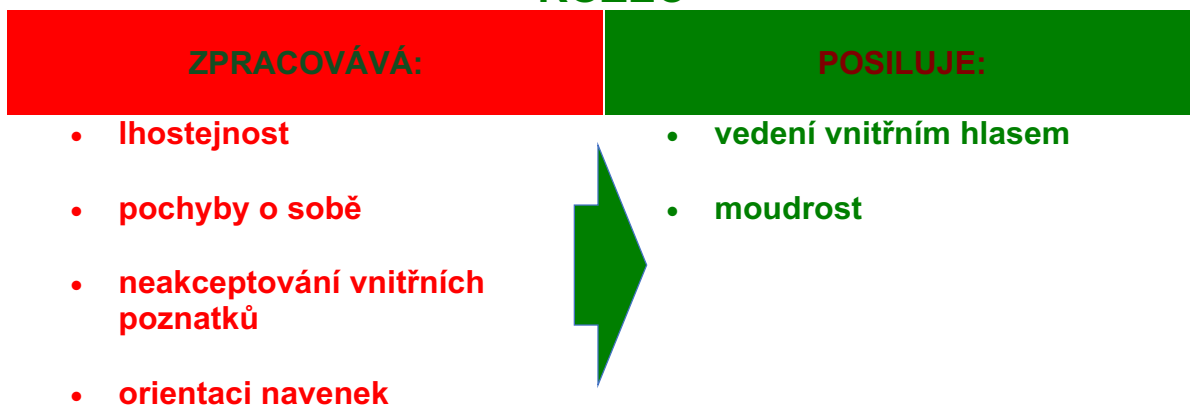 ZPRACOVÁVÁ:
POSILUJE:
• lhostejnost
• pochyby o sobě
• neakceptování vnitřních
poznatků
• orientaci navenek
• vedení vnitřním hlasem
• moudrost